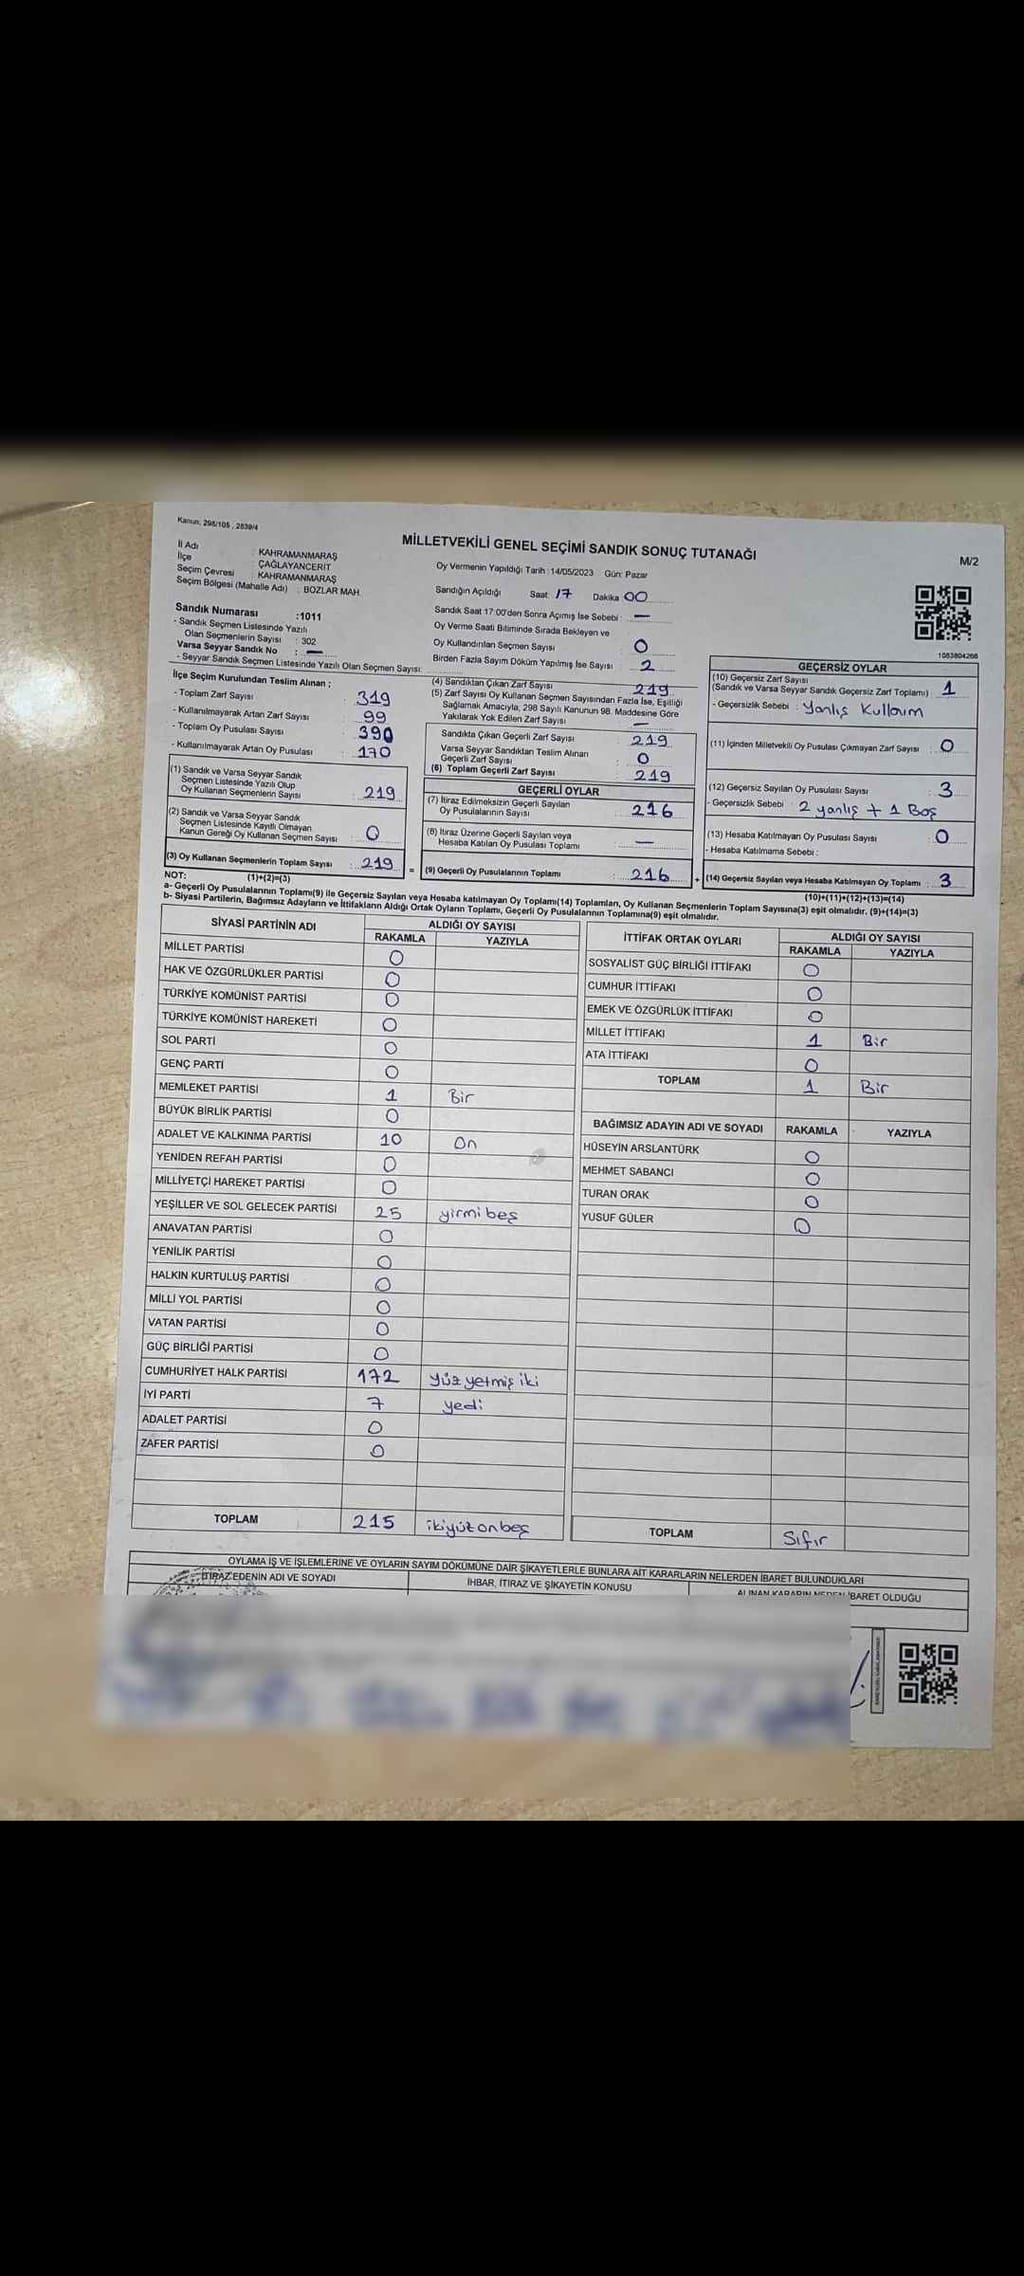 Kanun; 298/105 , 2839/4
MİLLETVEKİLİ GENEL SEÇİMİ SANDIK SONUÇ TUTANAĞI
M/2
İl Adı : KAHRAMANMARAŞ
İlçe : ÇAĞLAYANCERİT
Seçim Çevresi : KAHRAMANMARAŞ
Seçim Bölgesi (Mahalle Adı) : BOZLAR MAH.
Sandık Numarası :1011
- Sandık Seçmen Listesinde Yazılı
Olan Seçmenlerin Sayısı : 302
Varsa Seyyar Sandık No : —
- Seyyar Sandık Seçmen Listesinde Yazılı Olan Seçmen Sayısı:
Oy Vermenin Yapıldığı Tarih :14/05/2023 Gün: Pazar
Sandığın Açıldığı Saat 17 Dakika 00
Sandık Saat 17:00'den Sonra Açımış İse Sebebi : —
Oy Verme Saati Bitiminde Sırada Bekleyen ve
Oy Kullandırılan Seçmen Sayısı 0
Birden Fazla Sayım Döküm Yapılmış İse Sayısı 2
1083804266
İlçe Seçim Kurulundan Teslim Alınan ;
- Toplam Zarf Sayısı : 319
- Kullanılmayarak Artan Zarf Sayısı : 99
- Toplam Oy Pusulası Sayısı : 390
- Kullanılmayarak Artan Oy Pusulası : 170
(1) Sandık ve Varsa Seyyar Sandık
Seçmen Listesinde Yazılı Olup
Oy Kullanan Seçmenlerin Sayısı : 219
(2) Sandık ve Varsa Seyyar Sandık
Seçmen Listesinde Kayıtlı Olmayan
Kanun Gereği Oy Kullanan Seçmen Sayısı : 0
(3) Oy Kullanan Seçmenlerin Toplam Sayısı : 219
(4) Sandıktan Çıkan Zarf Sayısı 219
(5) Zarf Sayısı Oy Kullanan Seçmen Sayısından Fazla İse, Eşitliği
Sağlamak Amacıyla, 298 Sayılı Kanunun 98. Maddesine Göre
Yakılarak Yok Edilen Zarf Sayısı —
Sandıkta Çıkan Geçerli Zarf Sayısı : 219
Varsa Seyyar Sandıktan Teslim Alınan
Geçerli Zarf Sayısı : 0
(6) Toplam Geçerli Zarf Sayısı 219
GEÇERLİ OYLAR
(7) İtiraz Edilmeksizin Geçerli Sayılan
Oy Pusulalarının Sayısı : 216
(8) İtiraz Üzerine Geçerli Sayılan veya
Hesaba Katılan Oy Pusulası Toplamı : —
= (9) Geçerli Oy Pusulalarının Toplamı : 216
GEÇERSİZ OYLAR
(10) Geçersiz Zarf Sayısı
(Sandık ve Varsa Seyyar Sandık Geçersiz Zarf Toplamı) : 1
- Geçersizlik Sebebi : Yanlış Kullanım
(11) İçinden Milletvekili Oy Pusulası Çıkmayan Zarf Sayısı : 0
(12) Geçersiz Sayılan Oy Pusulası Sayısı : 3
- Geçersizlik Sebebi : 2 yanlış + 1 Boş
(13) Hesaba Katılmayan Oy Pusulası Sayısı : 0
- Hesaba Katılmama Sebebi :
+ (14) Geçersiz Sayılan veya Hesaba Katılmayan Oy Toplamı : 3
NOT: (1)+(2)=(3)
(10)+(11)+(12)+(13)=(14)
a- Geçerli Oy Pusulalarının Toplamı(9) ile Geçersiz Sayılan veya Hesaba katılmayan Oy Toplamı(14) Toplamları, Oy Kullanan Seçmenlerin Toplam Sayısına(3) eşit olmalıdır. (9)+(14)=(3)
b- Siyasi Partilerin, Bağımsız Adayların ve İttifakların Aldığı Ortak Oyların Toplamı, Geçerli Oy Pusulalarının Toplamına(9) eşit olmalıdır.
SİYASİ PARTİNİN ADI ALDIĞI OY SAYISI
RAKAMLA YAZIYLA
MİLLET PARTİSİ 0
HAK VE ÖZGÜRLÜKLER PARTİSİ 0
TÜRKİYE KOMÜNİST PARTİSİ 0
TÜRKİYE KOMÜNİST HAREKETİ 0
SOL PARTİ 0
GENÇ PARTİ 0
MEMLEKET PARTİSİ 1 Bir
BÜYÜK BİRLİK PARTİSİ 0
ADALET VE KALKINMA PARTİSİ 10 On
YENİDEN REFAH PARTİSİ 0
MİLLİYETÇİ HAREKET PARTİSİ 0
YEŞİLLER VE SOL GELECEK PARTİSİ 25 yirmi beş
ANAVATAN PARTİSİ 0
YENİLİK PARTİSİ 0
HALKIN KURTULUŞ PARTİSİ 0
MİLLİ YOL PARTİSİ 0
VATAN PARTİSİ 0
GÜÇ BİRLİĞİ PARTİSİ 0
CUMHURİYET HALK PARTİSİ 172 yüz yetmiş iki
İYİ PARTİ 7 yedi
ADALET PARTİSİ 0
ZAFER PARTİSİ 0
TOPLAM 215 ikiyüzonbeş
İTTİFAK ORTAK OYLARI ALDIĞI OY SAYISI
RAKAMLA YAZIYLA
SOSYALİST GÜÇ BİRLİĞİ İTTİFAKI 0
CUMHUR İTTİFAKI 0
EMEK VE ÖZGÜRLÜK İTTİFAKI 0
MİLLET İTTİFAKI 1 Bir
ATA İTTİFAKI 0
TOPLAM 1 Bir
BAĞIMSIZ ADAYIN ADI VE SOYADI RAKAMLA YAZIYLA
HÜSEYİN ARSLANTÜRK 0
MEHMET SABANCI 0
TURAN ORAK 0
YUSUF GÜLER 0
TOPLAM Sıfır
OYLAMA İŞ VE İŞLEMLERİNE VE OYLARIN SAYIM DÖKÜMÜNE DAİR ŞİKAYETLERLE BUNLARA AİT KARARLARIN NELERDEN İBARET BULUNDUKLARI
İTİRAZ EDENİN ADI VE SOYADI İHBAR, İTİRAZ VE ŞİKAYETİN KONUSU ALINAN KARARIN NEDEN İBARET OLDUĞU